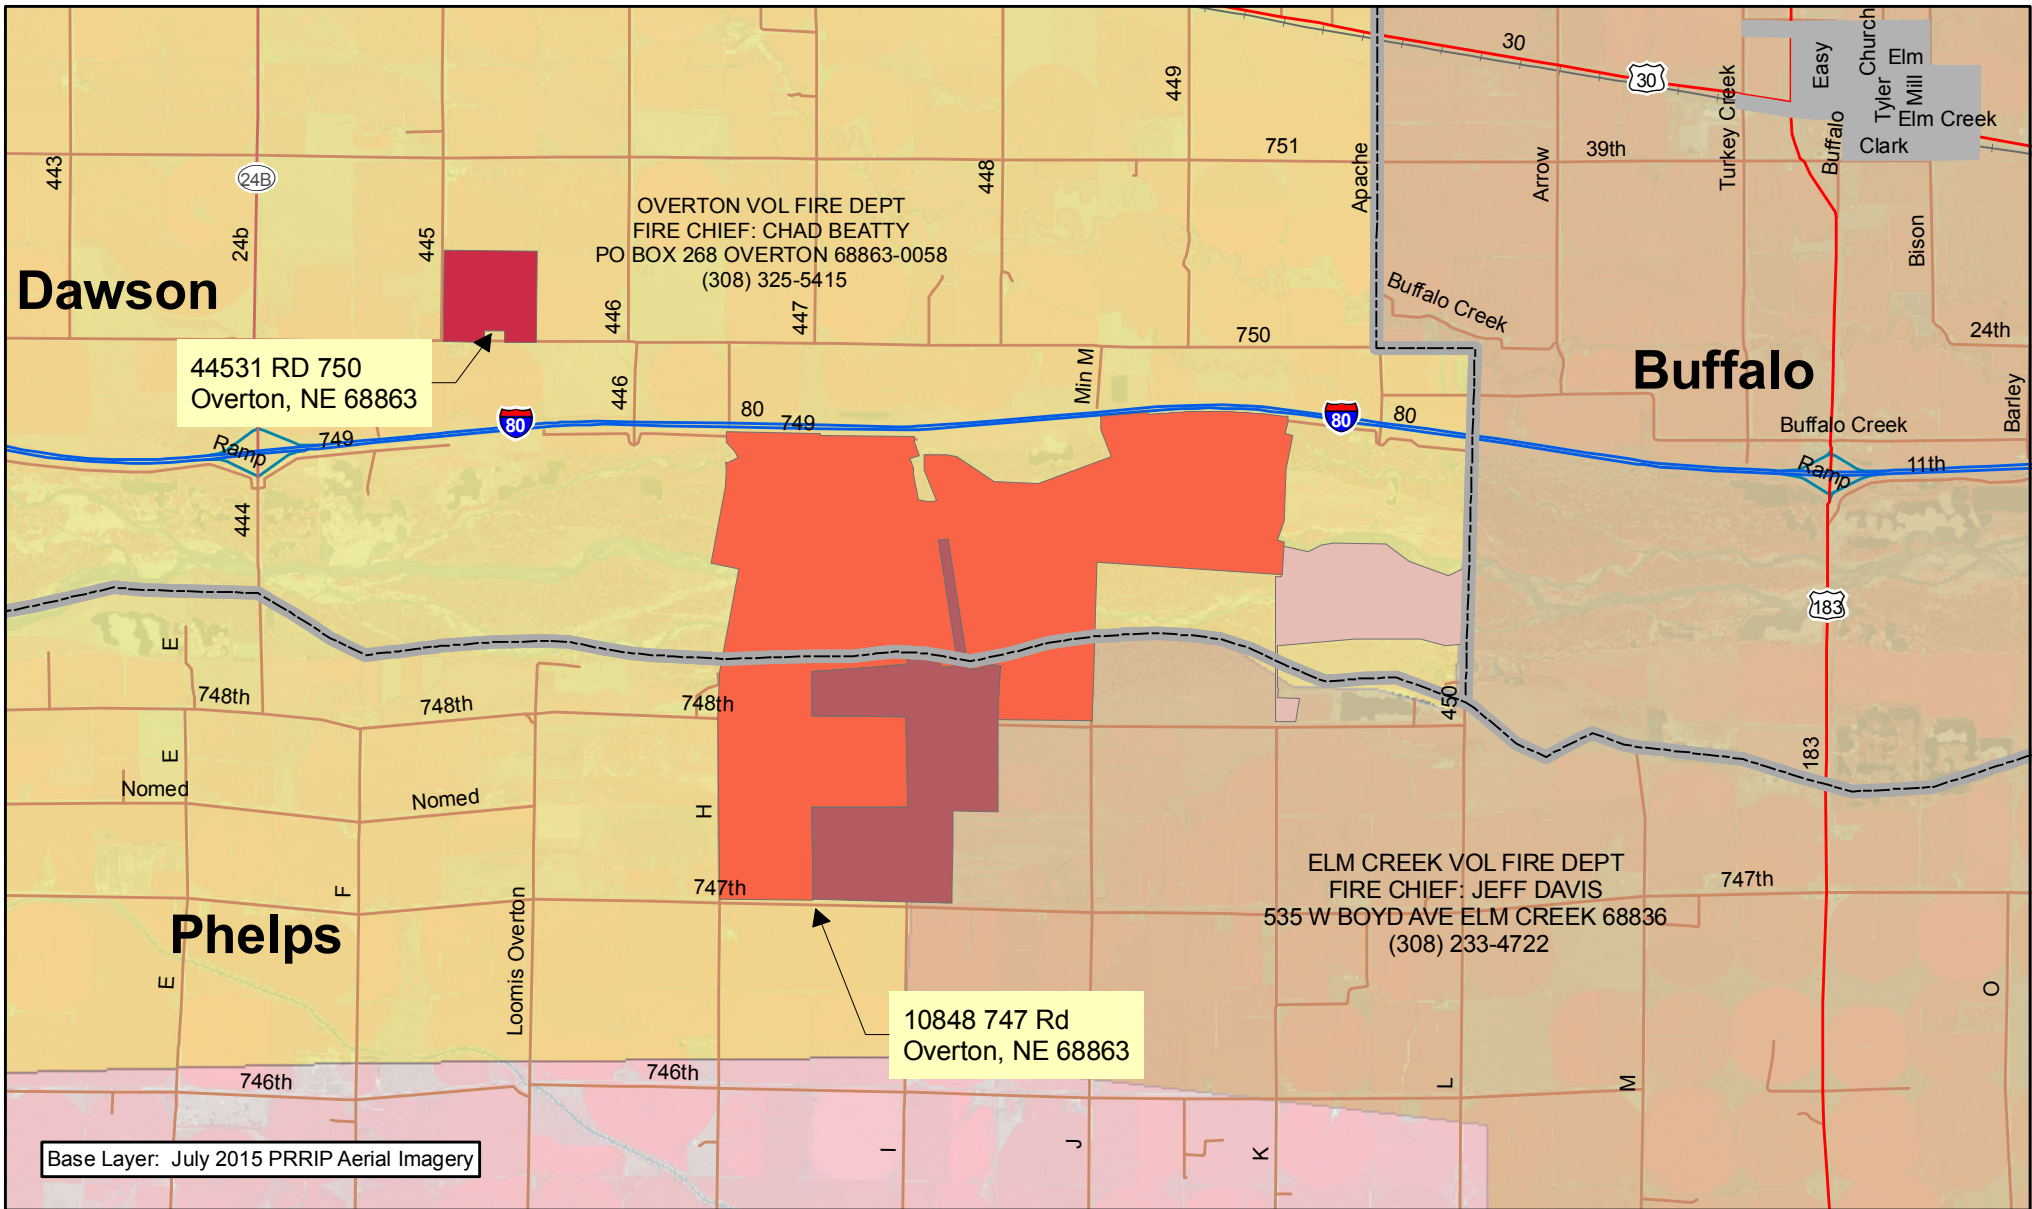 30
30
Easy
Church
Elm
Tyler
Mill
Elm Creek
Clark
Buffalo
449
Turkey Creek
751
39th
Apache
Arrow
443
24B
24b
445
448
Bison
OVERTON VOL FIRE DEPT
FIRE CHIEF: CHAD BEATTY
PO BOX 268 OVERTON 68863-0058
(308) 325-5415
Dawson
446
447
Buffalo Creek
750
24th
44531 RD 750
Overton, NE 68863
446
Min M
Buffalo
Barley
80
80
749
80
80
749
Ramp
Buffalo Creek
Ramp
11th
444
183
E
748th
748th
748th
450
E
183
Nomed
Nomed
H
F
747th
ELM CREEK VOL FIRE DEPT
FIRE CHIEF: JEFF DAVIS
535 W BOYD AVE ELM CREEK 68836
(308) 233-4722
747th
Phelps
Loomis Overton
E
O
10848 747 Rd
Overton, NE 68863
746th
746th
L
M
I
J
K
Base Layer: July 2015 PRRIP Aerial Imagery